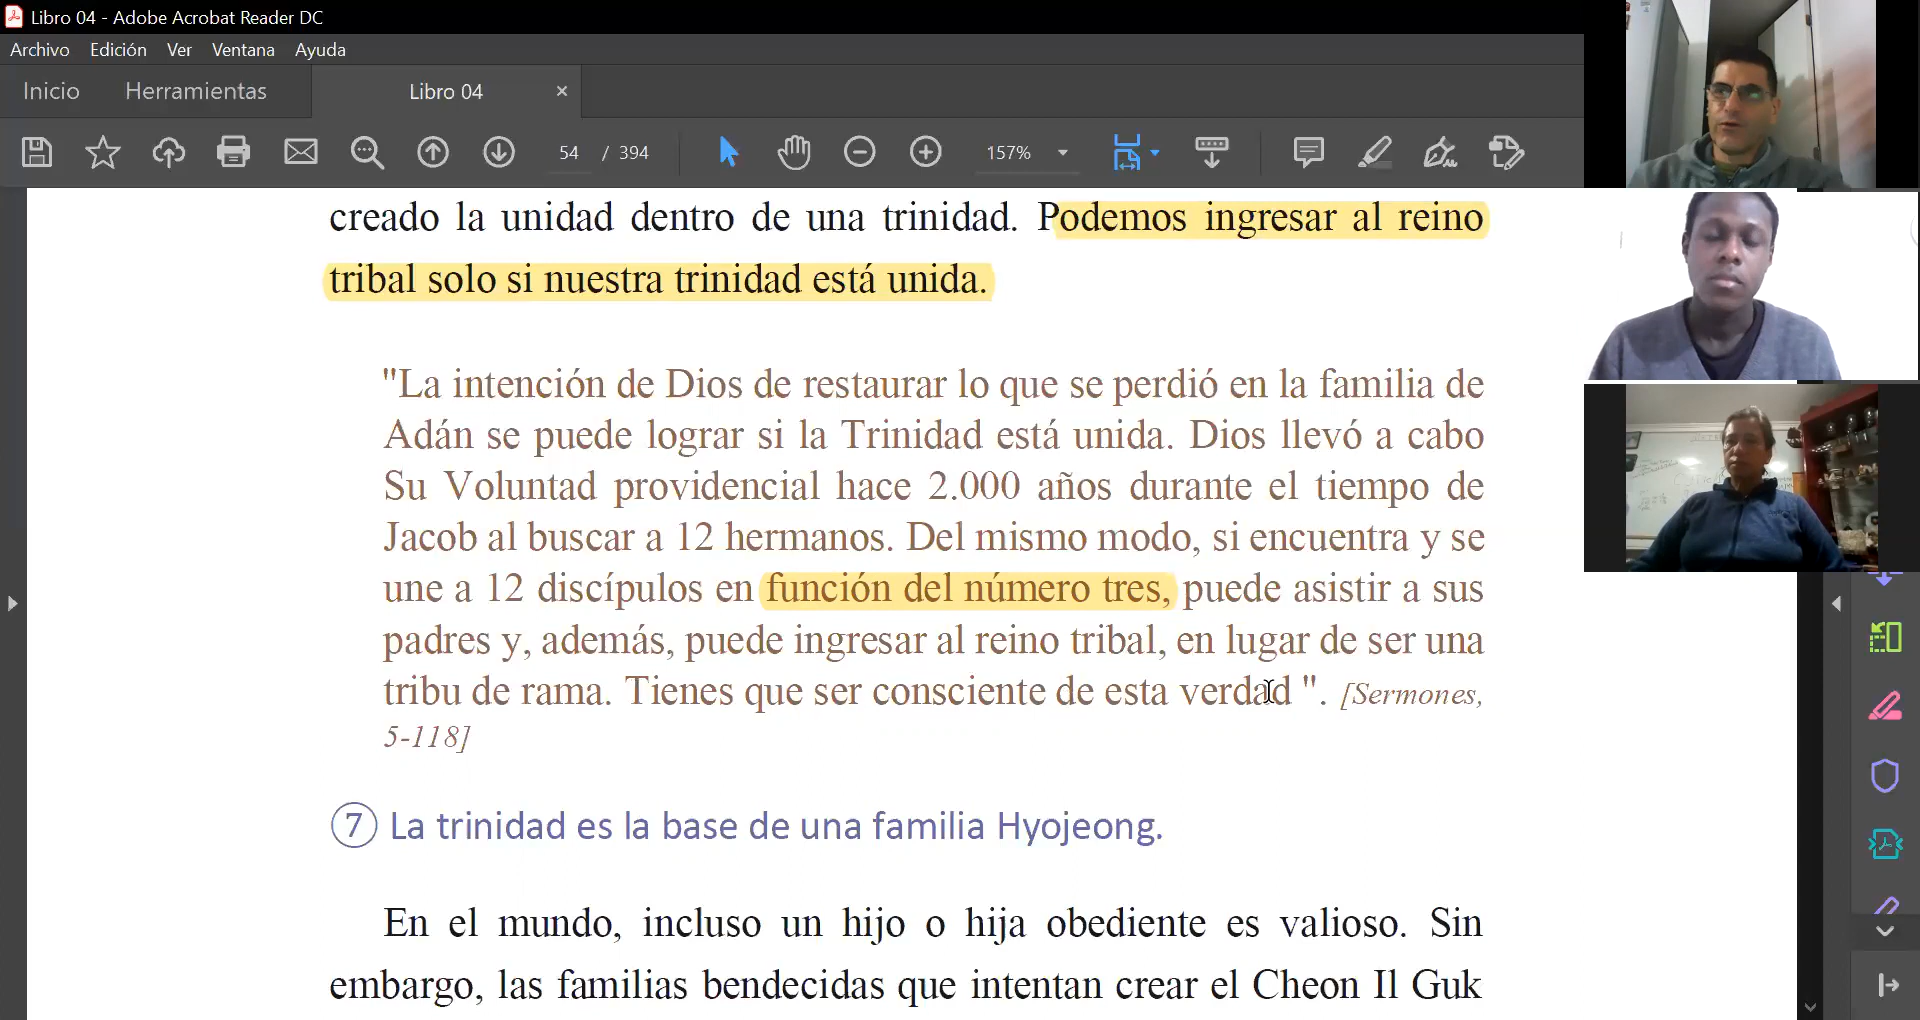 Libro 04 - Adobe Acrobat Reader DC
Archivo Edición Ver Ventana Ayuda
Inicio Herramientas Libro 04 ×
54 / 394 157%
creado la unidad dentro de una trinidad. Podemos ingresar al reino
tribal solo si nuestra trinidad está unida.
"La intención de Dios de restaurar lo que se perdió en la familia de
Adán se puede lograr si la Trinidad está unida. Dios llevó a cabo
Su Voluntad providencial hace 2.000 años durante el tiempo de
Jacob al buscar a 12 hermanos. Del mismo modo, si encuentra y se
une a 12 discípulos en función del número tres, puede asistir a sus
padres y, además, puede ingresar al reino tribal, en lugar de ser una
tribu de rama. Tienes que ser consciente de esta verdad ". [Sermones,
5-118]
7 La trinidad es la base de una familia Hyojeong.
En el mundo, incluso un hijo o hija obediente es valioso. Sin
embargo, las familias bendecidas que intentan crear el Cheon Il Guk